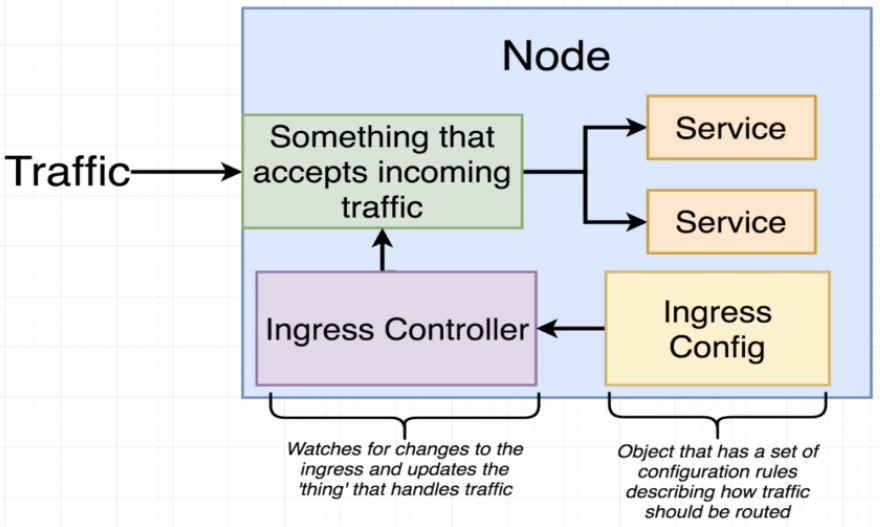 Node
Traffic
Something that
accepts incoming
traffic
Service
Service
Ingress Controller
Ingress
Config
Watches for changes to the
ingress and updates the
'thing' that handles traffic
Object that has a set of
configuration rules
describing how traffic
should be routed